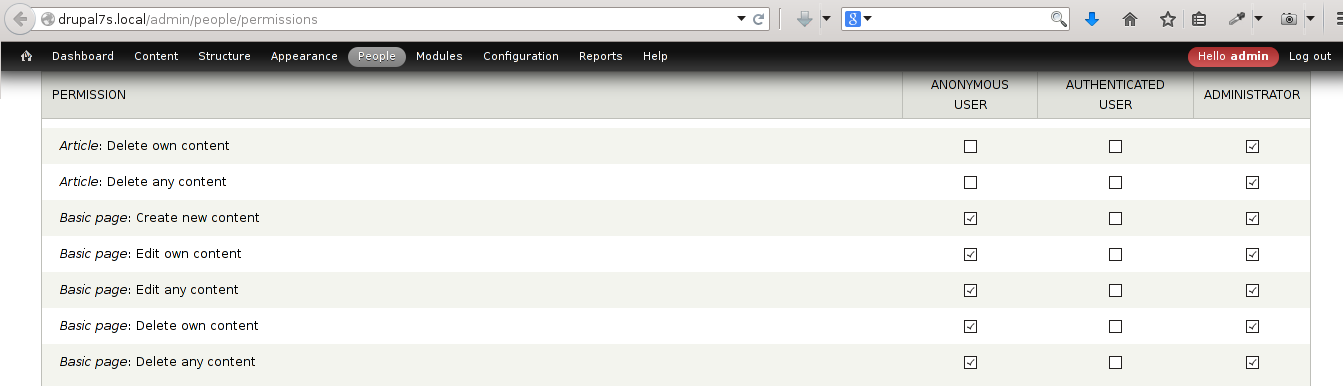 drupal7s.local/admin/people/permissions
8
Dashboard Content Structure Appearance People Modules Configuration Reports Help Hello admin Log out
PERMISSION ANONYMOUS USER AUTHENTICATED USER ADMINISTRATOR
Article: Delete own content
Article: Delete any content
Basic page: Create new content
Basic page: Edit own content
Basic page: Edit any content
Basic page: Delete own content
Basic page: Delete any content